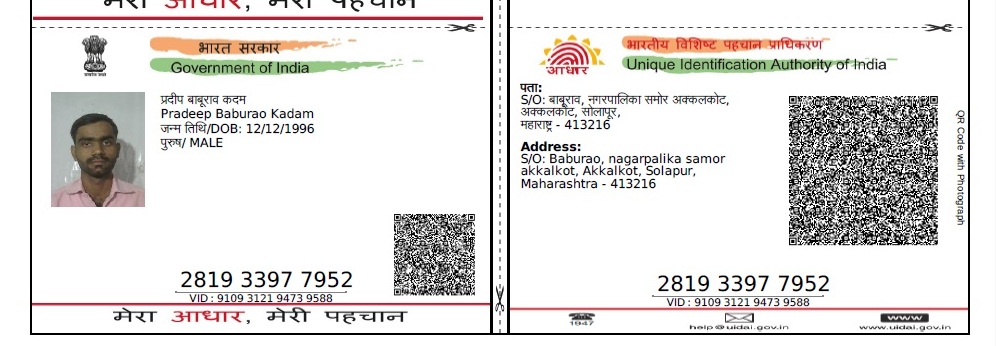 मेरा आधार, मेरी पहचान
भारत सरकार
Government of India
प्रदीप बाबूराव कदम
Pradeep Baburao Kadam
जन्म तिथि/DOB: 12/12/1996
पुरुष/ MALE
2819 3397 7952
VID : 9109 3121 9473 9588
मेरा आधार, मेरी पहचान
आधार
भारतीय विशिष्ट पहचान प्राधिकरण
Unique Identification Authority of India
पता:
S/O: बाबूराव, नगरपालिका समोर अक्कलकोट,
अक्कलकोट, सोलापूर,
महाराष्ट्र - 413216
Address:
S/O: Baburao, nagarpalika samor
akkalkot, Akkalkot, Solapur,
Maharashtra - 413216
QR Code with Photograph
2819 3397 7952
VID : 9109 3121 9473 9588
1947
help@uidai.gov.in
www
www.uidai.gov.in